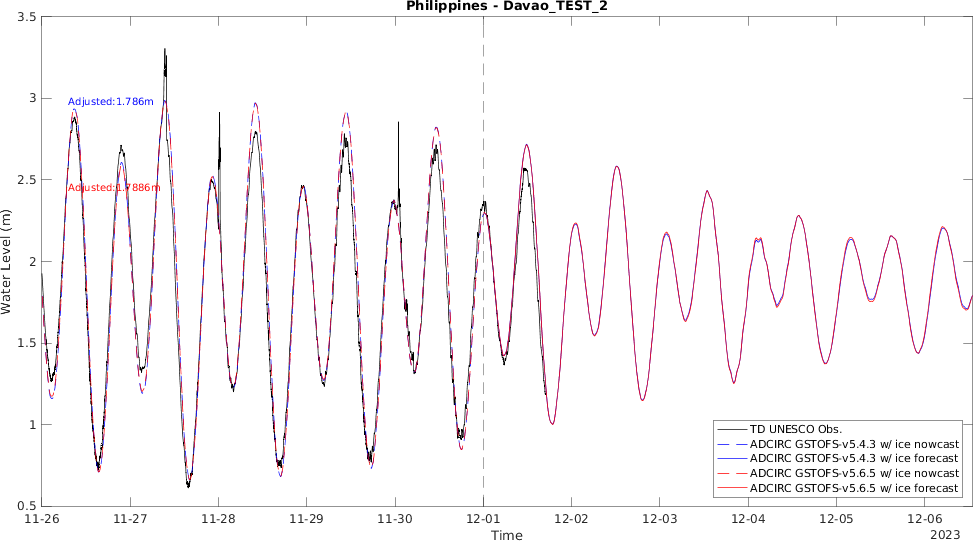 Philippines - Davao_TEST_2
3.5
3
2.5
2
1.5
1
0.5
Water Level (m)
Adjusted:1.786m
Adjusted:1.7886m
TD UNESCO Obs.
ADCIRC GSTOFS-v5.4.3 w/ ice nowcast
ADCIRC GSTOFS-v5.4.3 w/ ice forecast
ADCIRC GSTOFS-v5.6.5 w/ ice nowcast
ADCIRC GSTOFS-v5.6.5 w/ ice forecast
11-26 11-27 11-28 11-29 11-30 12-01 12-02 12-03 12-04 12-05 12-06
2023
Time